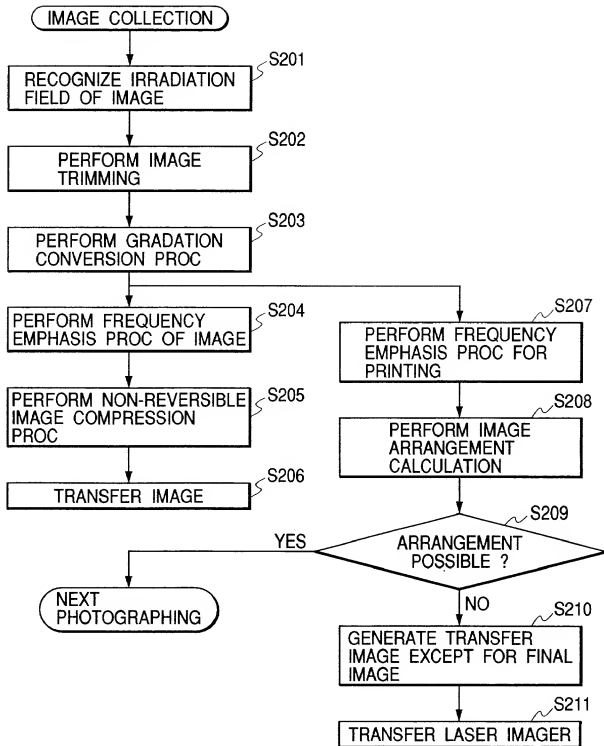 IMAGE COLLECTION
S201
RECOGNIZE IRRADIATION
FIELD OF IMAGE
S202
PERFORM IMAGE
TRIMMING
S203
PERFORM GRADATION
CONVERSION PROC
S204
PERFORM FREQUENCY
EMPHASIS PROC OF IMAGE
S205
PERFORM NON-REVERSIBLE
IMAGE COMPRESSION
PROC
S206
TRANSFER IMAGE
S207
PERFORM FREQUENCY
EMPHASIS PROC FOR
PRINTING
S208
PERFORM IMAGE
ARRANGEMENT
CALCULATION
S209
ARRANGEMENT
POSSIBLE ?
YES
NEXT
PHOTOGRAPHING
NO
S210
GENERATE TRANSFER
IMAGE EXCEPT FOR FINAL
IMAGE
S211
TRANSFER LASER IMAGER